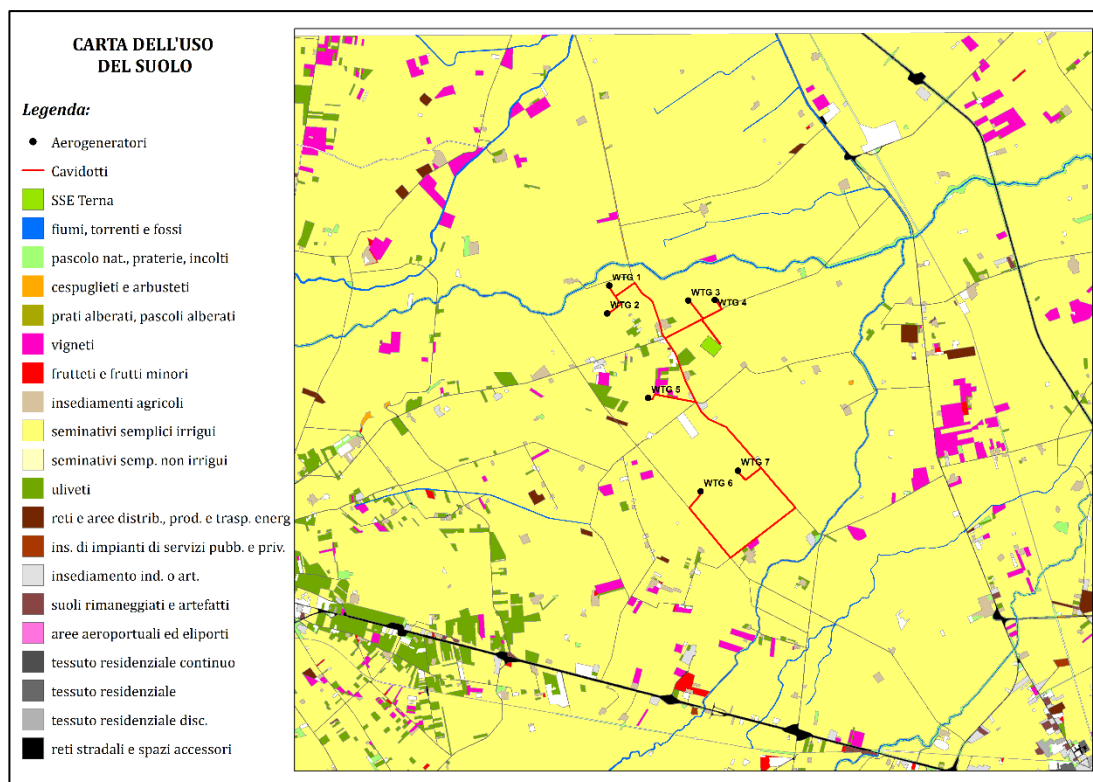 CARTA DELL'USO
DEL SUOLO
Legenda:
Aerogeneratori
Cavidotti
SSE Terna
fiumi, torrenti e fossi
pascolo nat., praterie, incolti
cespuglieti e arbusteti
prati alberati, pascoli alberati
vigneti
frutteti e frutti minori
insediamenti agricoli
seminativi semplici irrigui
seminativi semp. non irrigui
uliveti
reti e aree distrib., prod. e trasp. energ
ins. di impianti di servizi pubb. e priv.
insediamento ind. o art.
suoli rimaneggiati e artefatti
aree aeroportuali ed eliporti
tessuto residenziale continuo
tessuto residenziale
tessuto residenziale disc.
reti stradali e spazi accessori
WTG 1
WTG 2
WTG 3
WTG 4
WTG 5
WTG 7
WTG 6